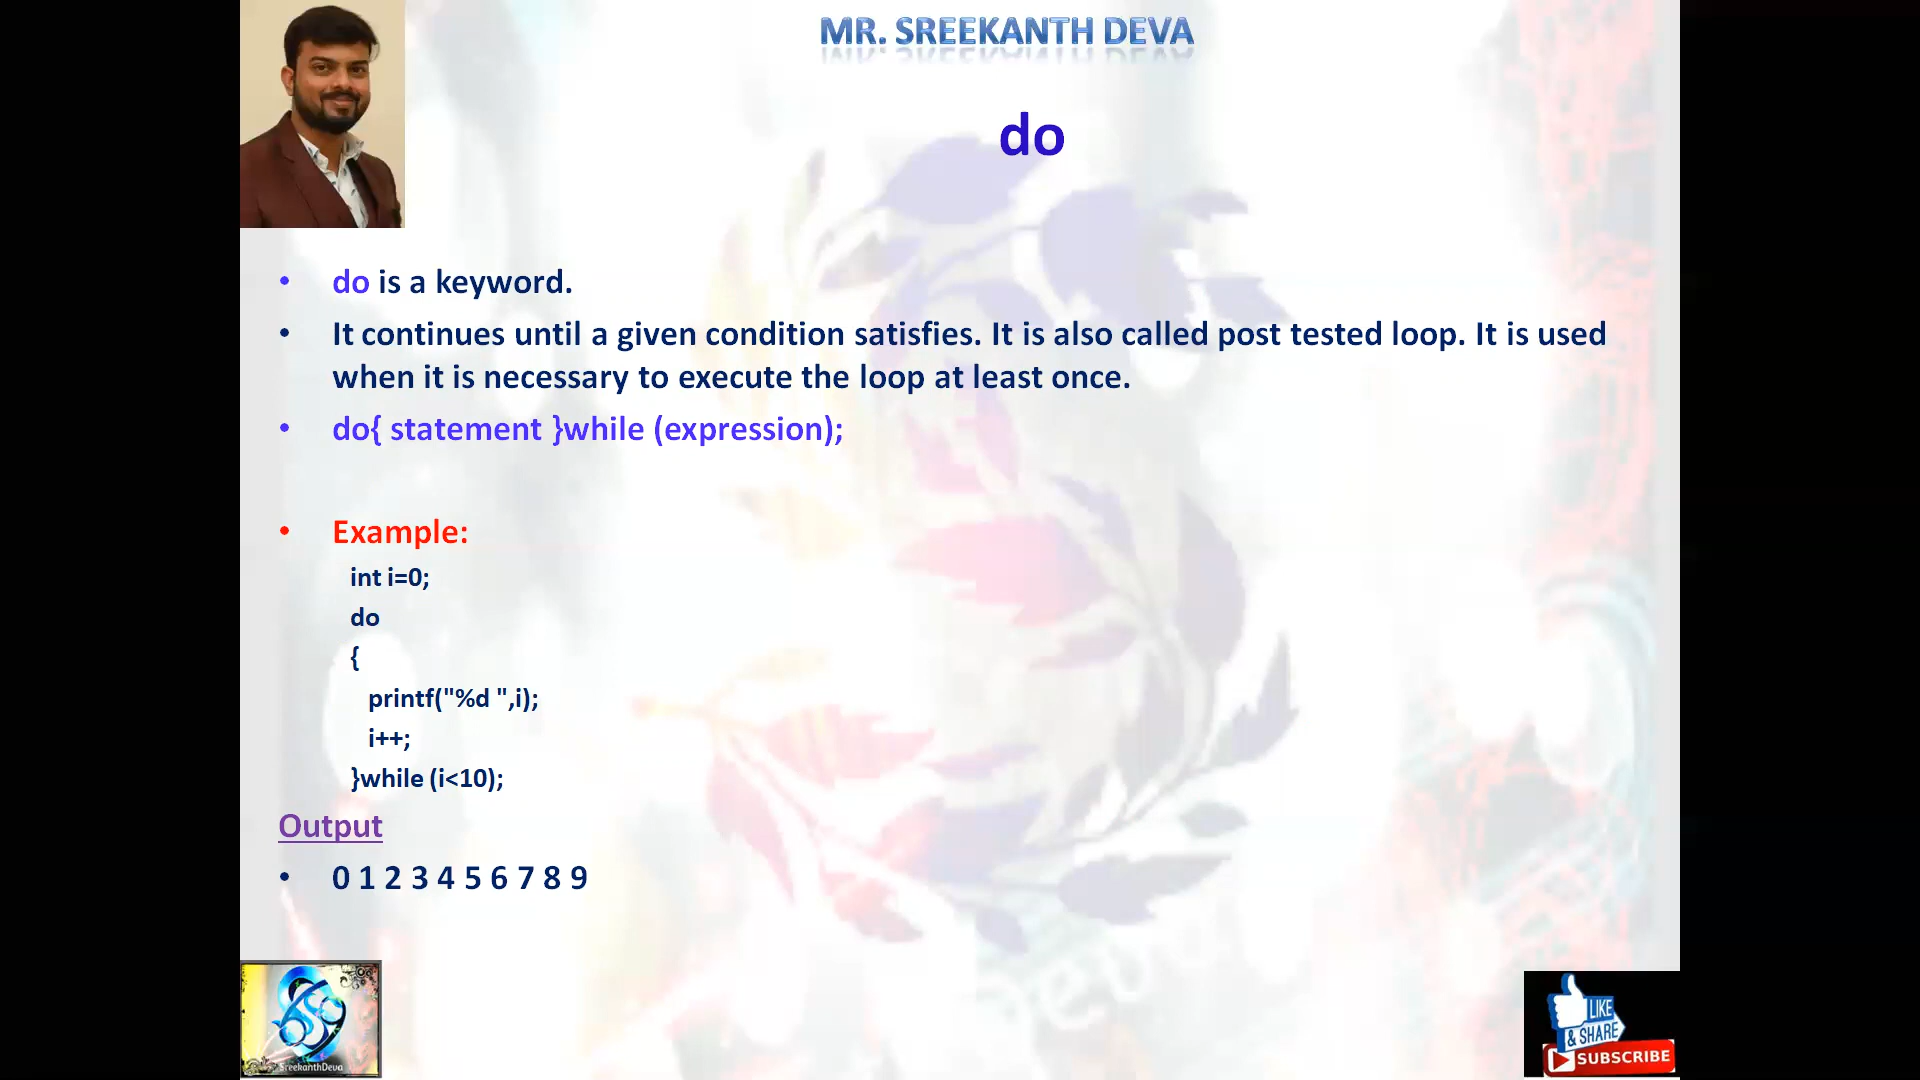 MR. SREEKANTH DEVA
do
• do is a keyword.
• It continues until a given condition satisfies. It is also called post tested loop. It is used
when it is necessary to execute the loop at least once.
• do{ statement }while (expression);
• Example:
int i=0;
do
{
printf("%d ",i);
i++;
}while (i<10);
Output
• 0 1 2 3 4 5 6 7 8 9
Deva
SreekanthDeva
LIKE
& SHARE
SUBSCRIBE